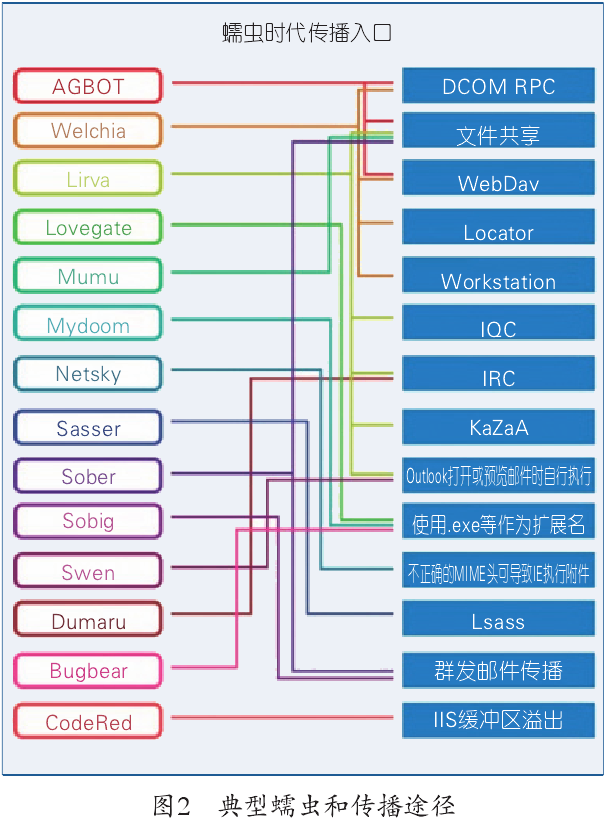 蠕虫时代传播入口
AGBOT
DCOM RPC
Welchia
文件共享
Lirva
WebDav
Lovegate
Locator
Mumu
Workstation
Mydoom
IQC
Netsky
IRC
Sasser
KaZaA
Sober
Outlook打开或预览邮件时自行执行
Sobig
使用.exe等作为扩展名
Swen
不正确的MIME头可导致IE执行附件
Dumaru
Lsass
Bugbear
群发邮件传播
CodeRed
IIS缓冲区溢出
图2 典型蠕虫和传播途径